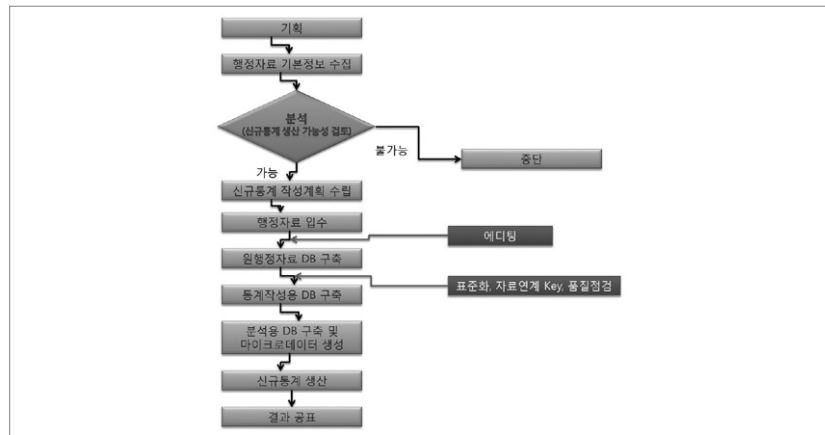 기획
행정자료 기본정보 수집
분석
(신규통계 생산 가능성 검토)
불가능
중단
가능
신규통계 작성계획 수립
행정자료 입수
에디팅
원행정자료 DB 구축
표준화, 자료연계 Key, 품질점검
통계작성용 DB 구축
분석용 DB 구축 및
마이크로데이터 생성
신규통계 생산
결과 공표